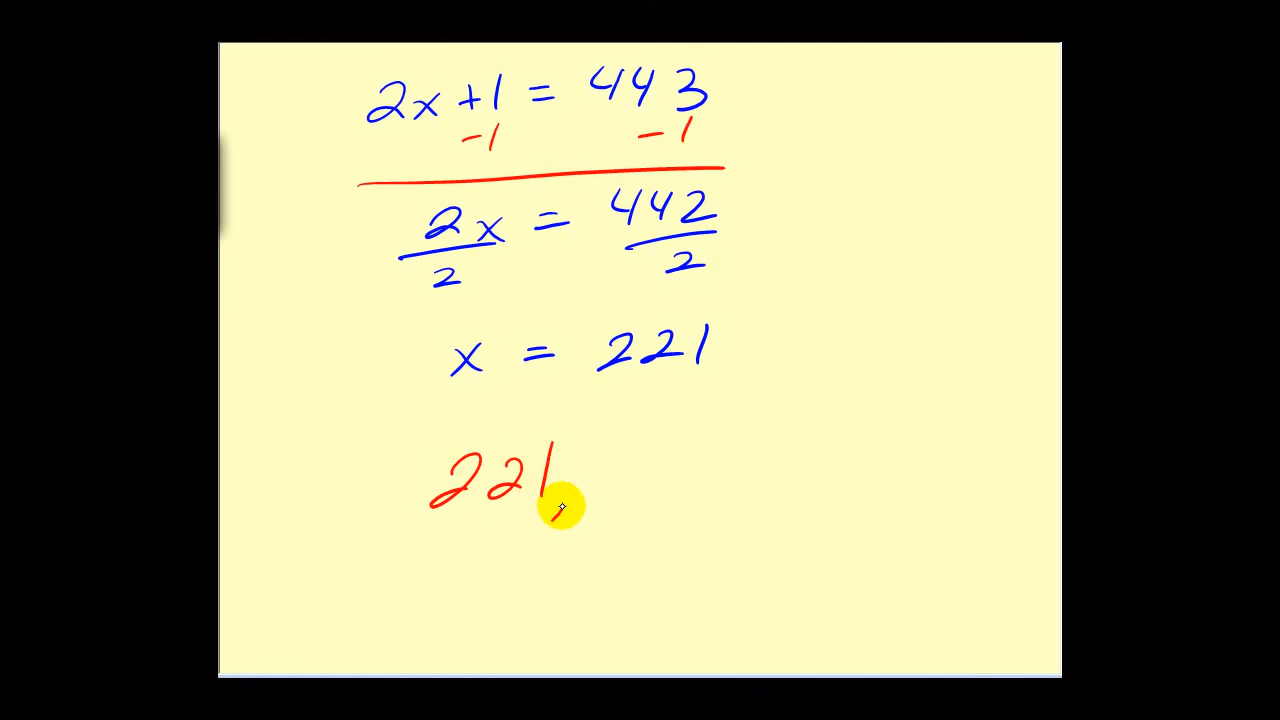 2x + 1 = 443
-1 -1
2x = 442
2 2
x = 221
221,